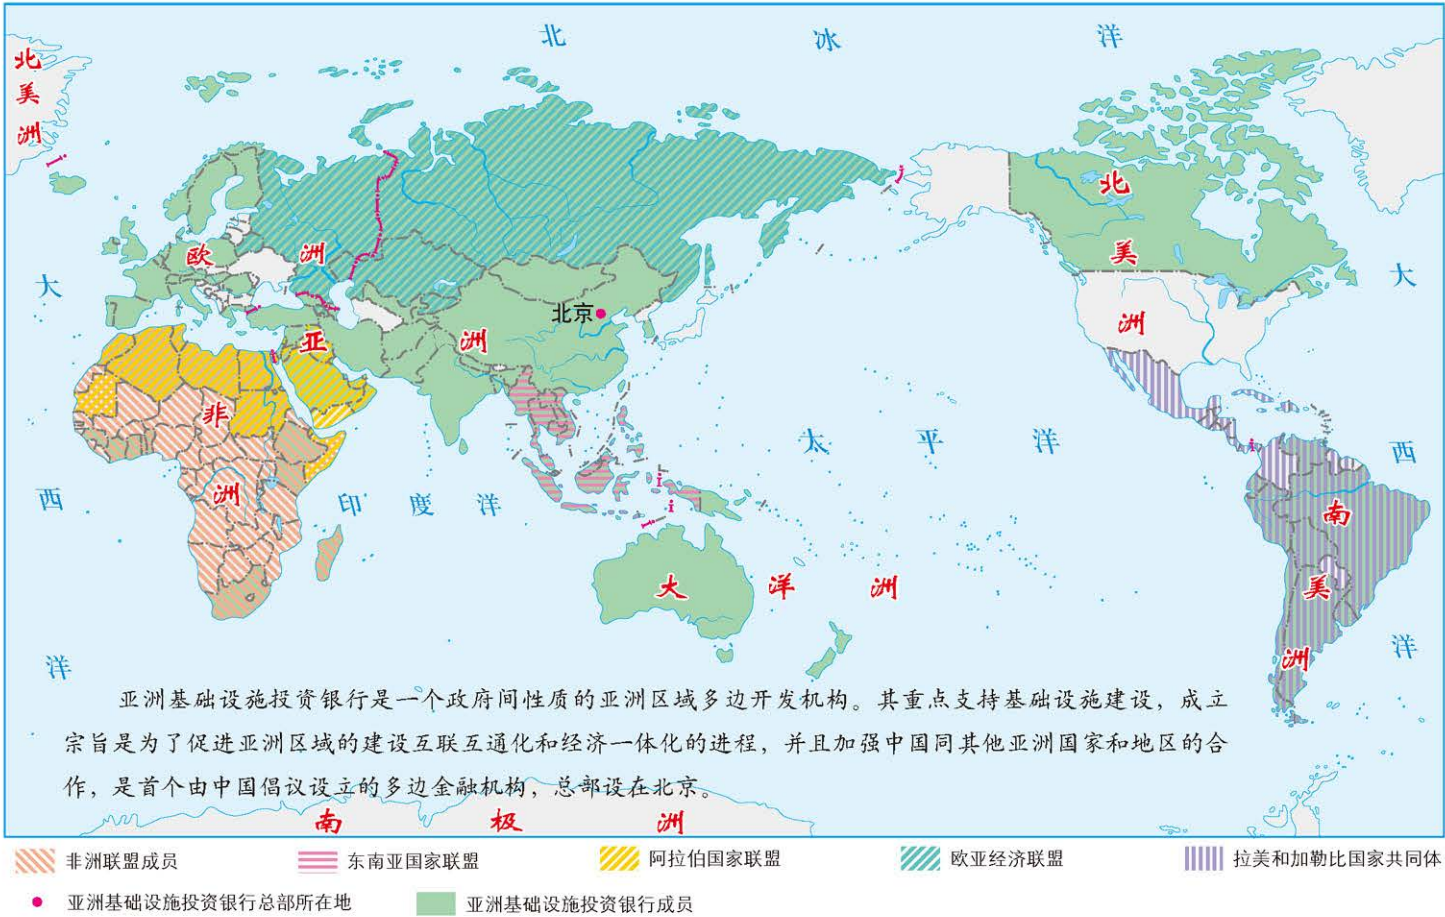 北 冰 洋
北
美
洲
北
美
洲
欧 洲
亚 洲
北京
非
洲
大
西
洋
印 度 洋
太 平 洋
大 洋 洲
大
西
洋
南
美
洲
亚洲基础设施投资银行是一个政府间性质的亚洲区域多边开发机构。其重点支持基础设施建设，成立
宗旨是为了促进亚洲区域的建设互联互通化和经济一体化的进程，并且加强中国同其他亚洲国家和地区的合
作，是首个由中国倡议设立的多边金融机构，总部设在北京。
南 极 洲
非洲联盟成员 东南亚国家联盟 阿拉伯国家联盟 欧亚经济联盟 拉美和加勒比国家共同体
亚洲基础设施投资银行总部所在地 亚洲基础设施投资银行成员